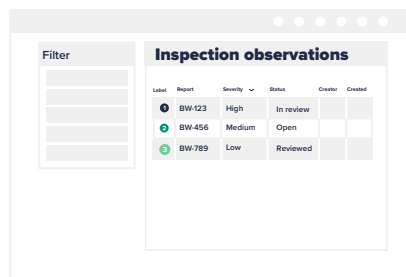 Filter
Inspection observations
Label Report Severity Status Creator Created
1 BW-123 High In review
2 BW-456 Medium Open
3 BW-789 Low Reviewed